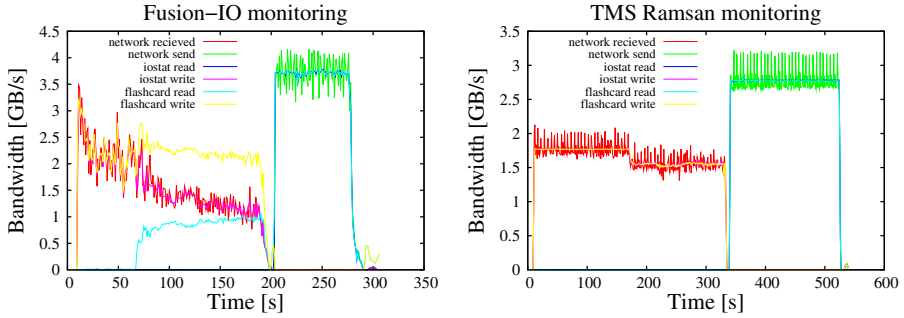 Fusion-IO monitoring
Bandwidth [GB/s]
4.5
4
3.5
3
2.5
2
1.5
1
0.5
0
network recieved
network send
iostat read
iostat write
flashcard read
flashcard write
0 50 100 150 200 250 300 350
Time [s]
TMS Ramsan monitoring
Bandwidth [GB/s]
3.5
3
2.5
2
1.5
1
0.5
0
network recieved
network send
iostat read
iostat write
flashcard read
flashcard write
0 100 200 300 400 500 600
Time [s]